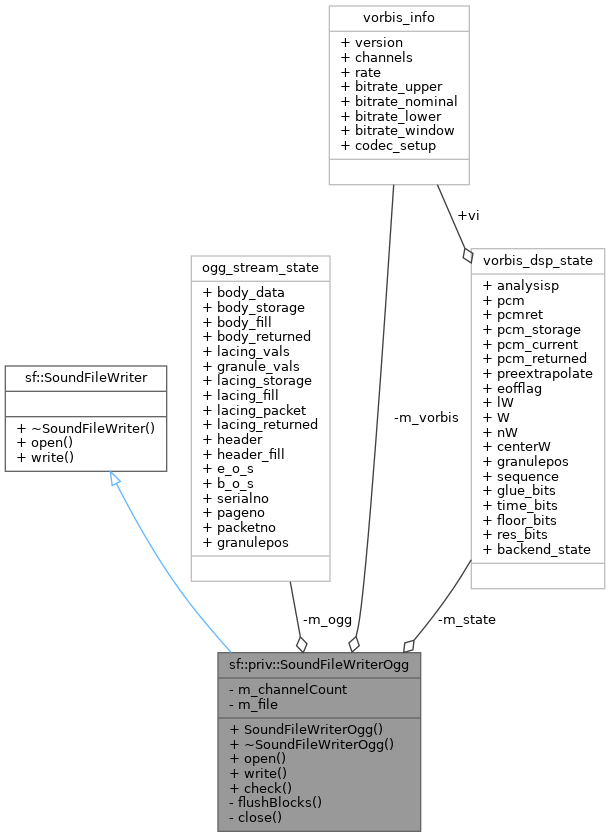 vorbis_info
+ version
+ channels
+ rate
+ bitrate_upper
+ bitrate_nominal
+ bitrate_lower
+ bitrate_window
+ codec_setup
+vi
vorbis_dsp_state
+ analysisp
+ pcm
+ pcmret
+ pcm_storage
+ pcm_current
+ pcm_returned
+ preextrapolate
+ eofflag
+ lW
+ W
+ nW
+ centerW
+ granulepos
+ sequence
+ glue_bits
+ time_bits
+ floor_bits
+ res_bits
+ backend_state
ogg_stream_state
+ body_data
+ body_storage
+ body_fill
+ body_returned
+ lacing_vals
+ granule_vals
+ lacing_storage
+ lacing_fill
+ lacing_packet
+ lacing_returned
+ header
+ header_fill
+ e_o_s
+ b_o_s
+ serialno
+ pageno
+ packetno
+ granulepos
sf::SoundFileWriter
+ ~SoundFileWriter()
+ open()
+ write()
-m_vorbis
-m_ogg
-m_state
sf::priv::SoundFileWriterOgg
- m_channelCount
- m_file
+ SoundFileWriterOgg()
+ ~SoundFileWriterOgg()
+ open()
+ write()
+ check()
- flushBlocks()
- close()